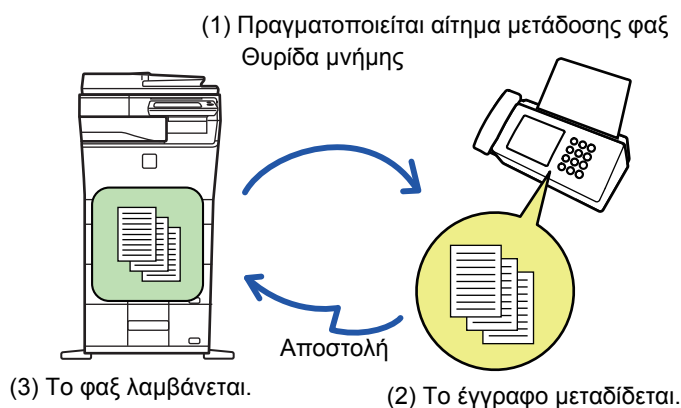 (1) Πραγματοποιείται αίτημα μετάδοσης φαξ
Θυρίδα μνήμης
Αποστολή
(3) Το φαξ λαμβάνεται.
(2) Το έγγραφο μεταδίδεται.